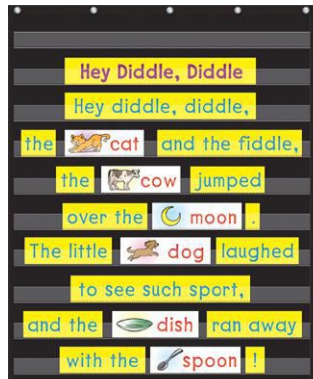 Hey Diddle, Diddle
Hey diddle, diddle,
the cat and the fiddle,
the cow jumped
over the moon .
The little dog laughed
to see such sport,
and the dish ran away
with the spoon !